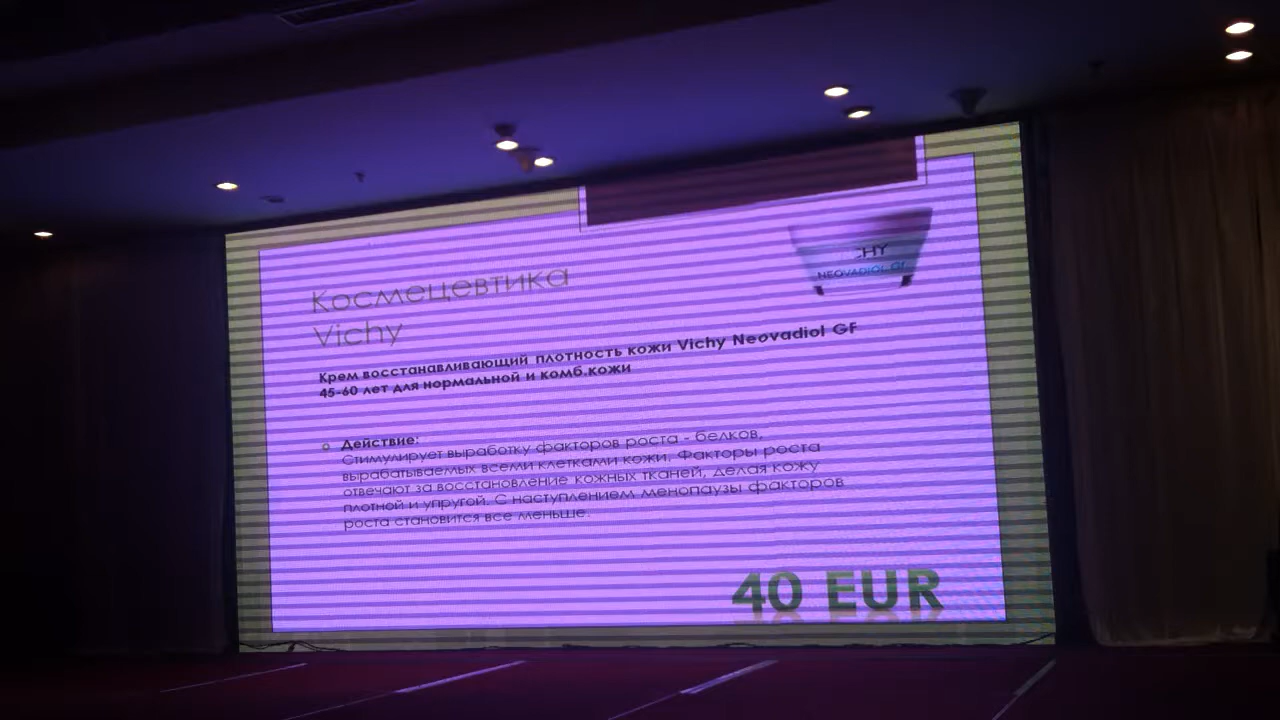 Космецевтика
Vichy
CHY
NEOVADIOL GF
Крем восстанавливающий плотность кожи Vichy Neovadiol GF
45-60 лет для нормальной и комб.кожи
Действие:
Стимулирует выработку факторов роста - белков,
вырабатываемых всеми клетками кожи. Факторы роста
отвечают за восстановление кожных тканей, делая кожу
плотной и упругой. С наступлением менопаузы факторов
роста становится все меньше.
40 EUR